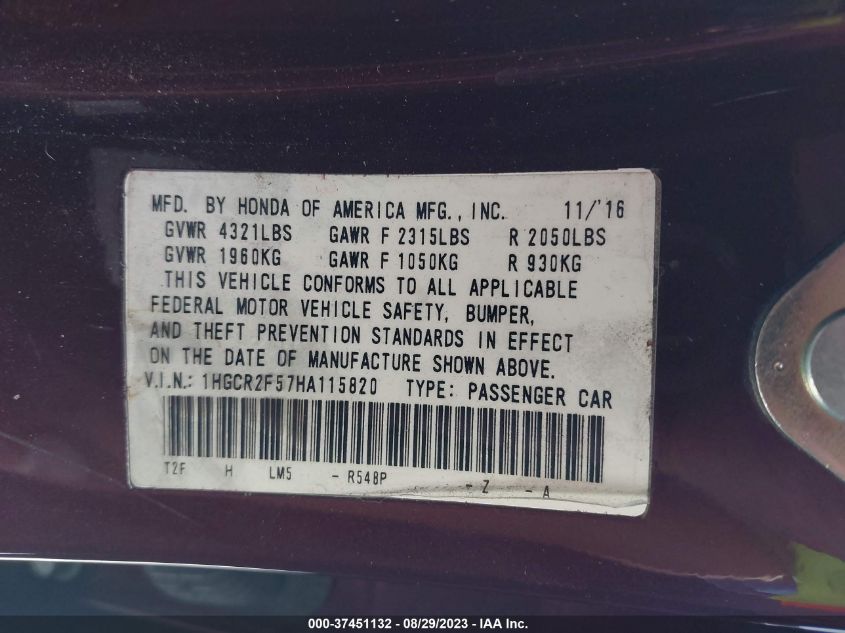 MFD. BY HONDA OF AMERICA MFG., INC. 11/'16
GVWR 4321LBS GAWR F 2315LBS R 2050LBS
GVWR 1960KG GAWR F 1050KG R 930KG
THIS VEHICLE CONFORMS TO ALL APPLICABLE
FEDERAL MOTOR VEHICLE SAFETY, BUMPER,
AND THEFT PREVENTION STANDARDS IN EFFECT
ON THE DATE OF MANUFACTURE SHOWN ABOVE.
V.I.N.: 1HGCR2F57HA115820 TYPE: PASSENGER CAR
T2F H LM5 - R548P - Z - A
000-37451132 - 08/29/2023 - IAA Inc.